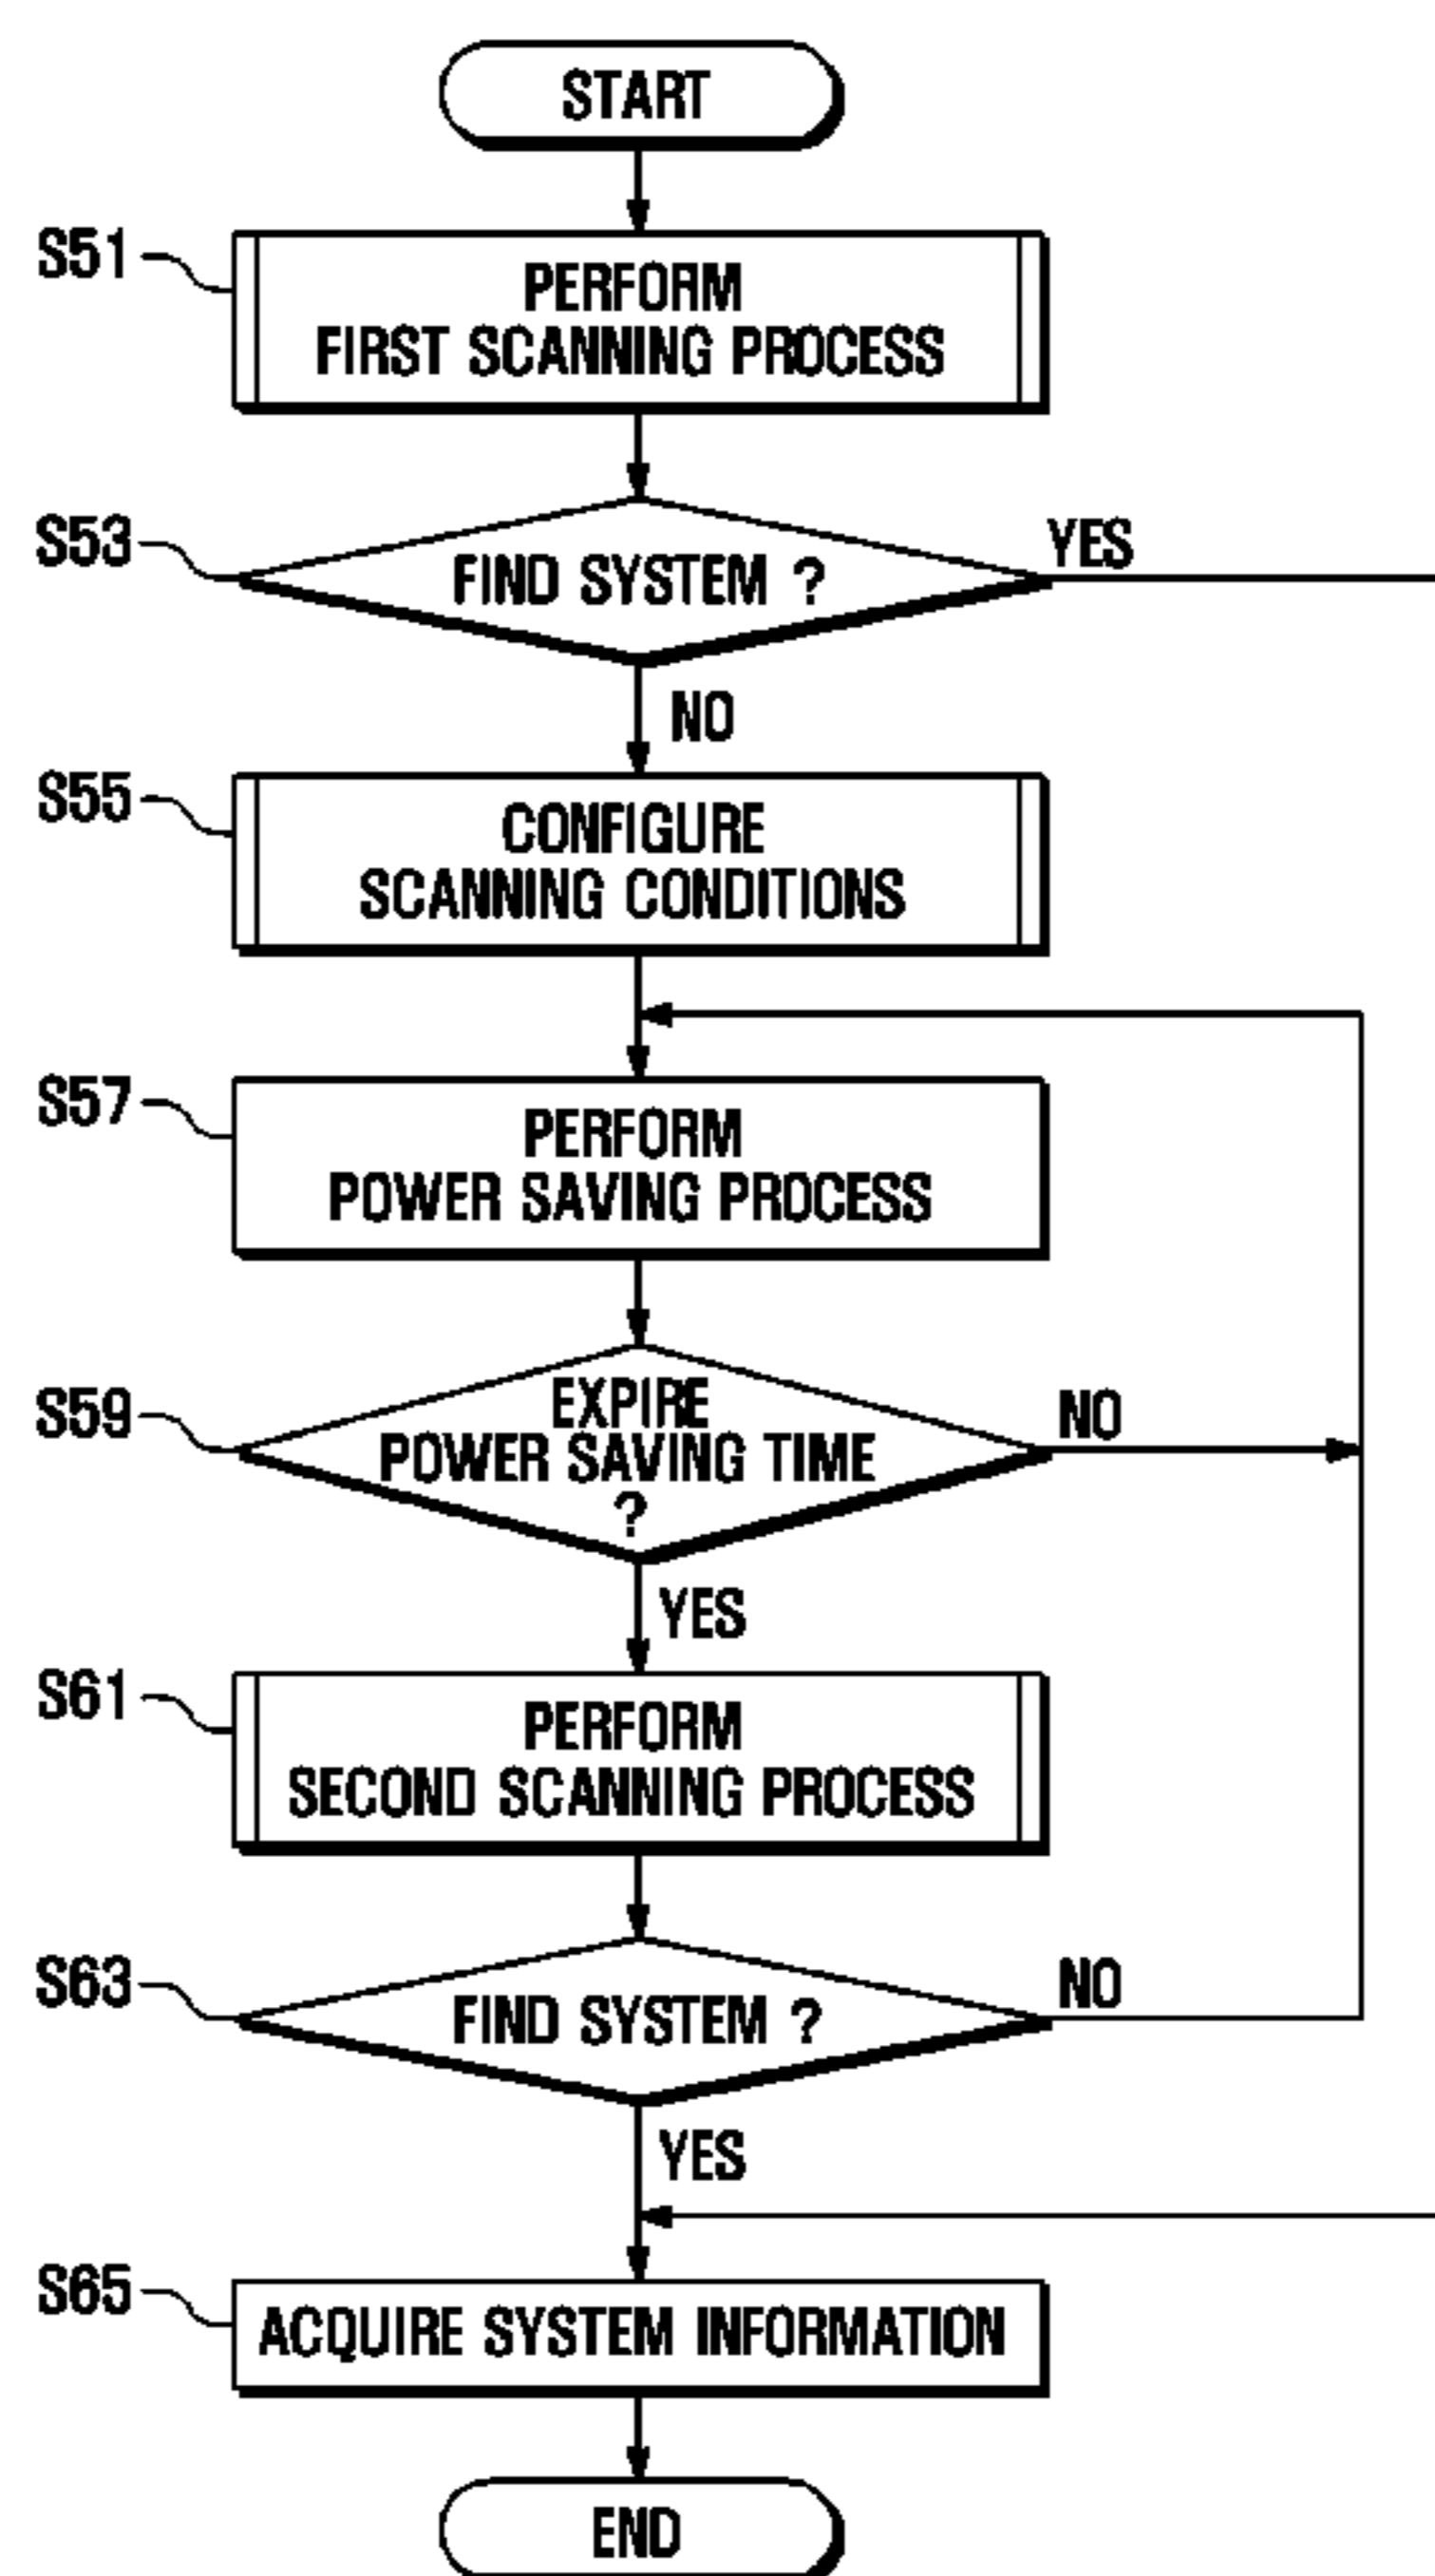 START
S51
PERFORM
FIRST SCANNING PROCESS
S53
FIND SYSTEM ?
YES
NO
S55
CONFIGURE
SCANNING CONDITIONS
S57
PERFORM
POWER SAVING PROCESS
S59
EXPIRE
POWER SAVING TIME
?
NO
YES
S61
PERFORM
SECOND SCANNING PROCESS
S63
FIND SYSTEM ?
NO
YES
S65
ACQUIRE SYSTEM INFORMATION
END